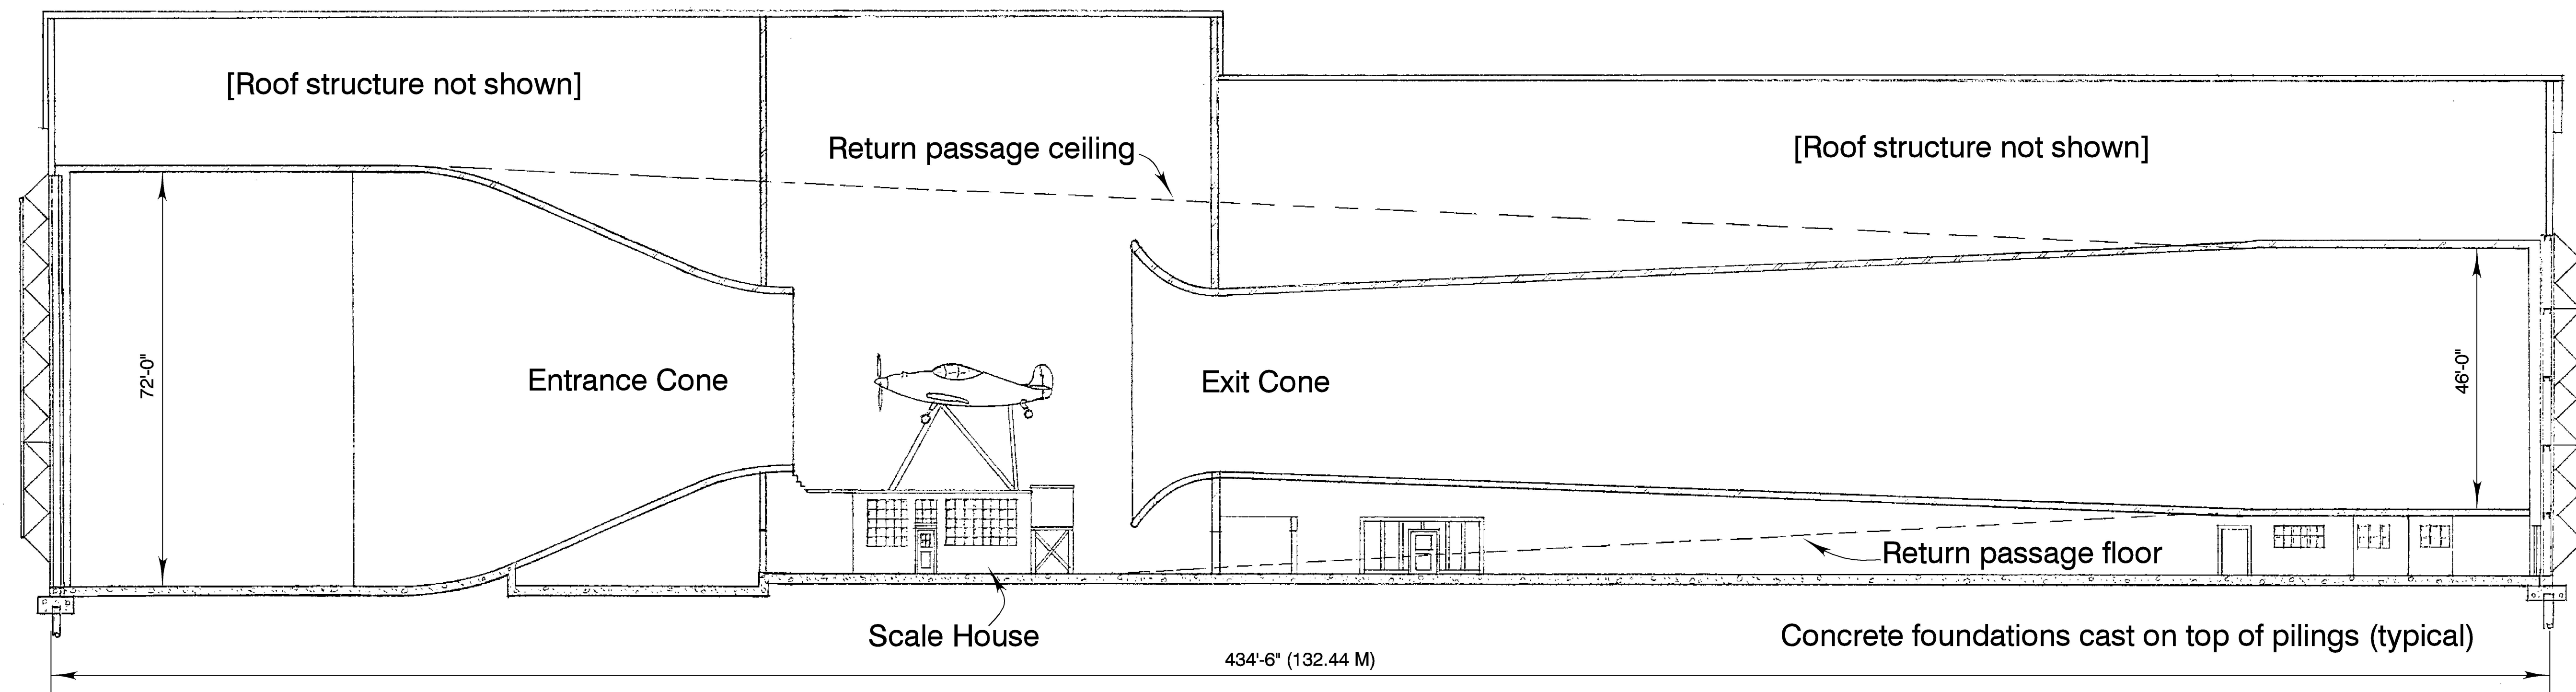 [Roof structure not shown]
Return passage ceiling
[Roof structure not shown]
72'-0"
Entrance Cone
Exit Cone
46'-0"
Return passage floor
Scale House
Concrete foundations cast on top of pilings (typical)
434'-6" (132.44 M)